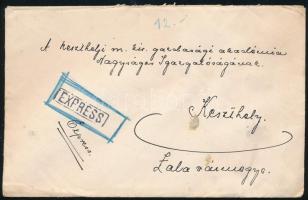 12.-
A keszthelyi m. kir. gazdasági akadémia
Nagyságos Igazgatóságának.
EXPRESS
Express.
Keszthely.
Zala vármegye.